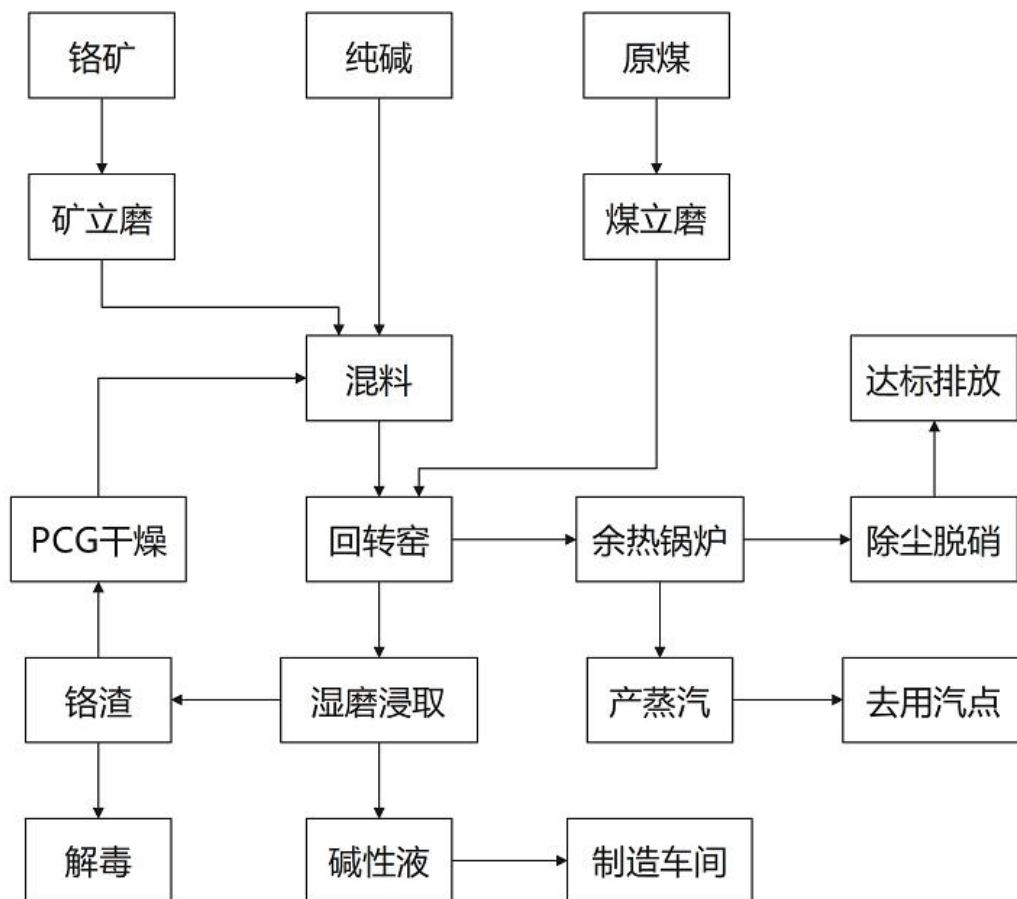 铬矿
纯碱
原煤
矿立磨
煤立磨
混料
达标排放
PCG干燥
回转窑
余热锅炉
除尘脱硝
铬渣
湿磨浸取
产蒸汽
去用汽点
解毒
碱性液
制造车间